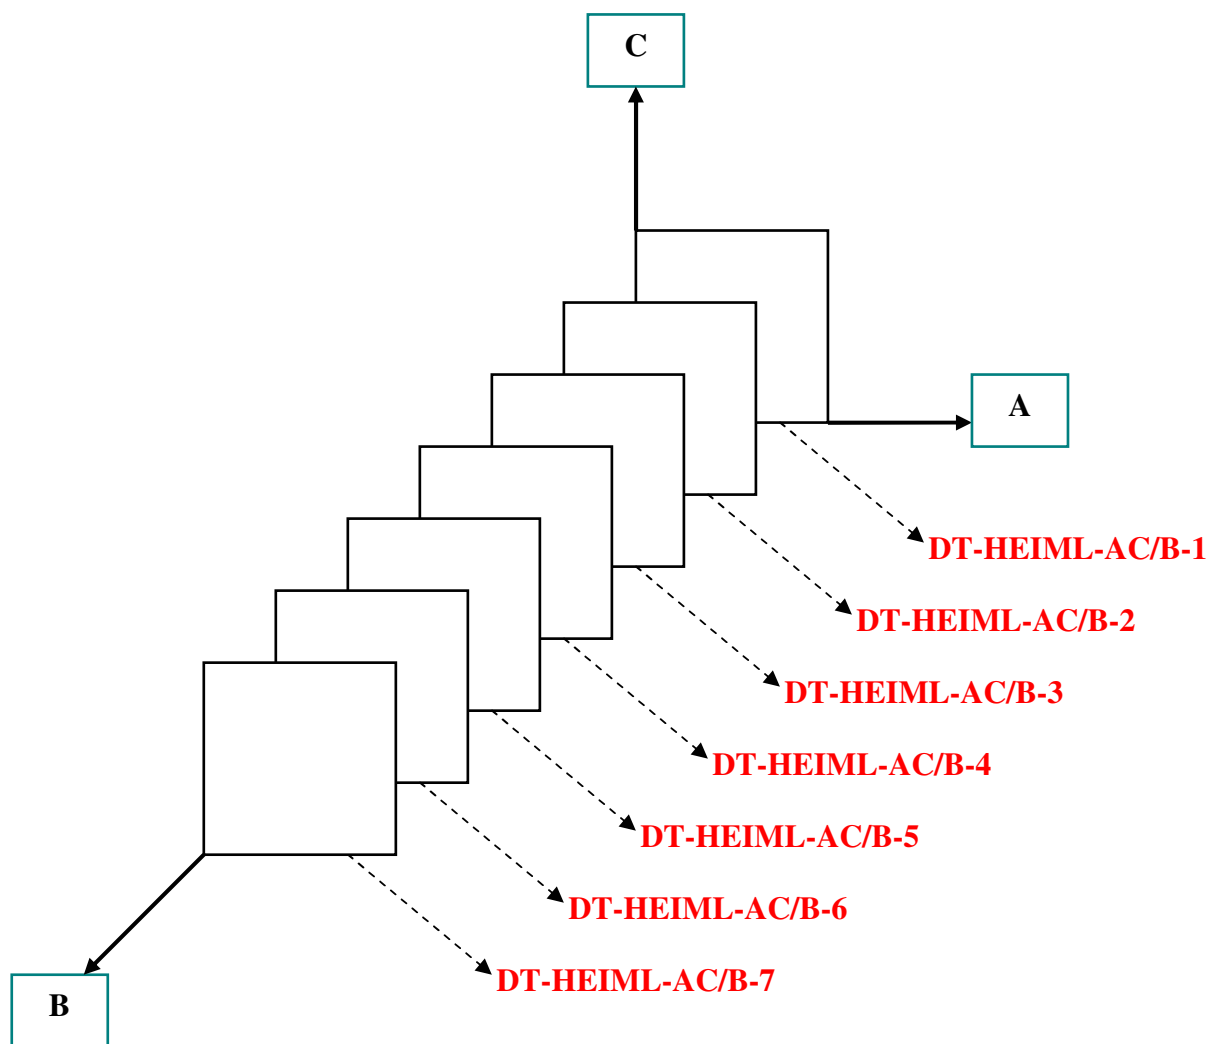 C
A
DT-HEIML-AC/B-1
DT-HEIML-AC/B-2
DT-HEIML-AC/B-3
DT-HEIML-AC/B-4
DT-HEIML-AC/B-5
DT-HEIML-AC/B-6
DT-HEIML-AC/B-7
B